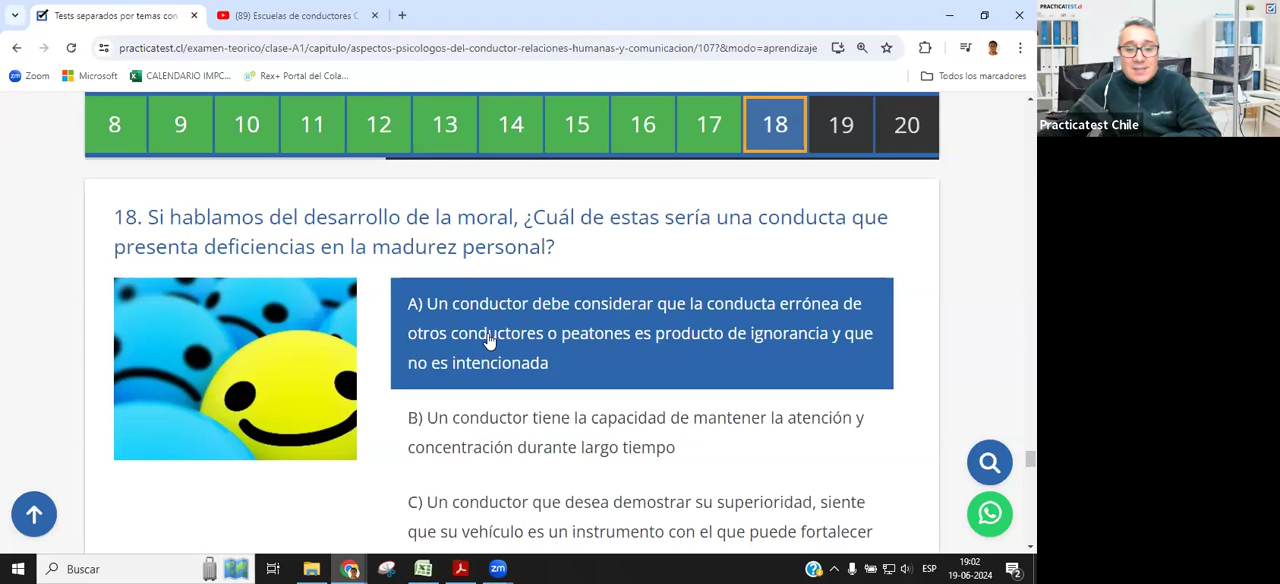 Tests separados por temas con
(89) Escuelas de conductores C
practicatest.cl/examen-teorico/clase-A1/capitulo/aspectos-psicologos-del-conductor-relaciones-humanas-y-comunicacion/107?&modo=aprendizaje
Zoom
Microsoft
CALENDARIO IMPC...
Rex+ Portal del Cola...
Todos los marcadores
PRACTICATEST.cl
Practicatest Chile
8 9 10 11 12 13 14 15 16 17 18 19 20
18. Si hablamos del desarrollo de la moral, ¿Cuál de estas sería una conducta que
presenta deficiencias en la madurez personal?
A) Un conductor debe considerar que la conducta errónea de
otros conductores o peatones es producto de ignorancia y que
no es intencionada
B) Un conductor tiene la capacidad de mantener la atención y
concentración durante largo tiempo
C) Un conductor que desea demostrar su superioridad, siente
que su vehículo es un instrumento con el que puede fortalecer
Buscar
ESP
19:02
19-06-2024
2